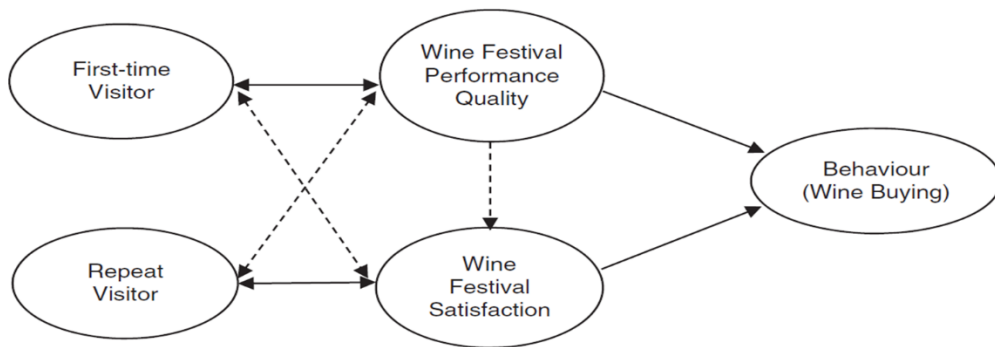 First-time
Visitor
Wine Festival
Performance
Quality
Behaviour
(Wine Buying)
Repeat
Visitor
Wine
Festival
Satisfaction